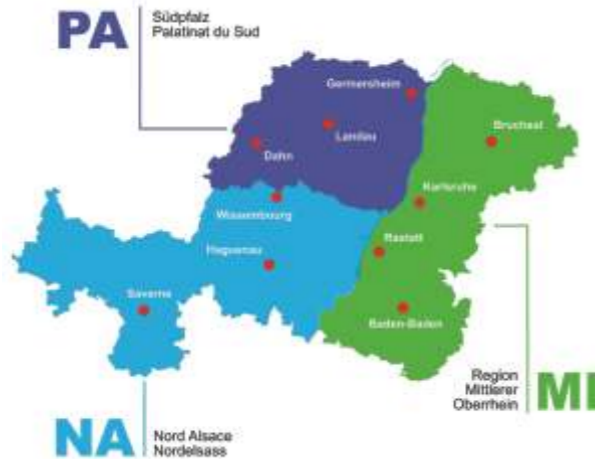 PA
Südpfalz
Palatinat du Sud
Germersheim
Landau
Bruchsal
Dahn
Karlsruhe
Wissembourg
Haguenau
Rastatt
Saverne
Baden-Baden
Region
Mittlerer
Oberrhein
MI
NA
Nord Alsace
Nordelsass